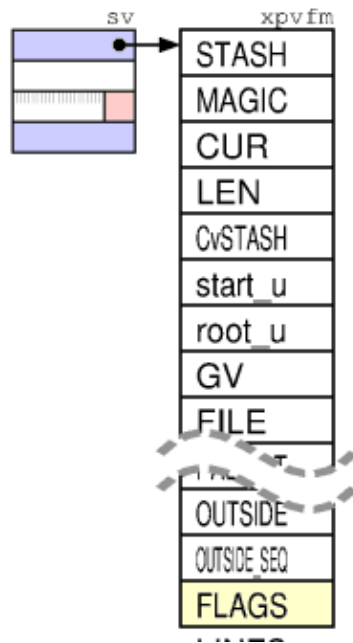 sv
xpvfm
STASH
MAGIC
CUR
LEN
CvSTASH
start_u
root_u
GV
FILE
OUTSIDE
OUTSIDE_SEQ
FLAGS